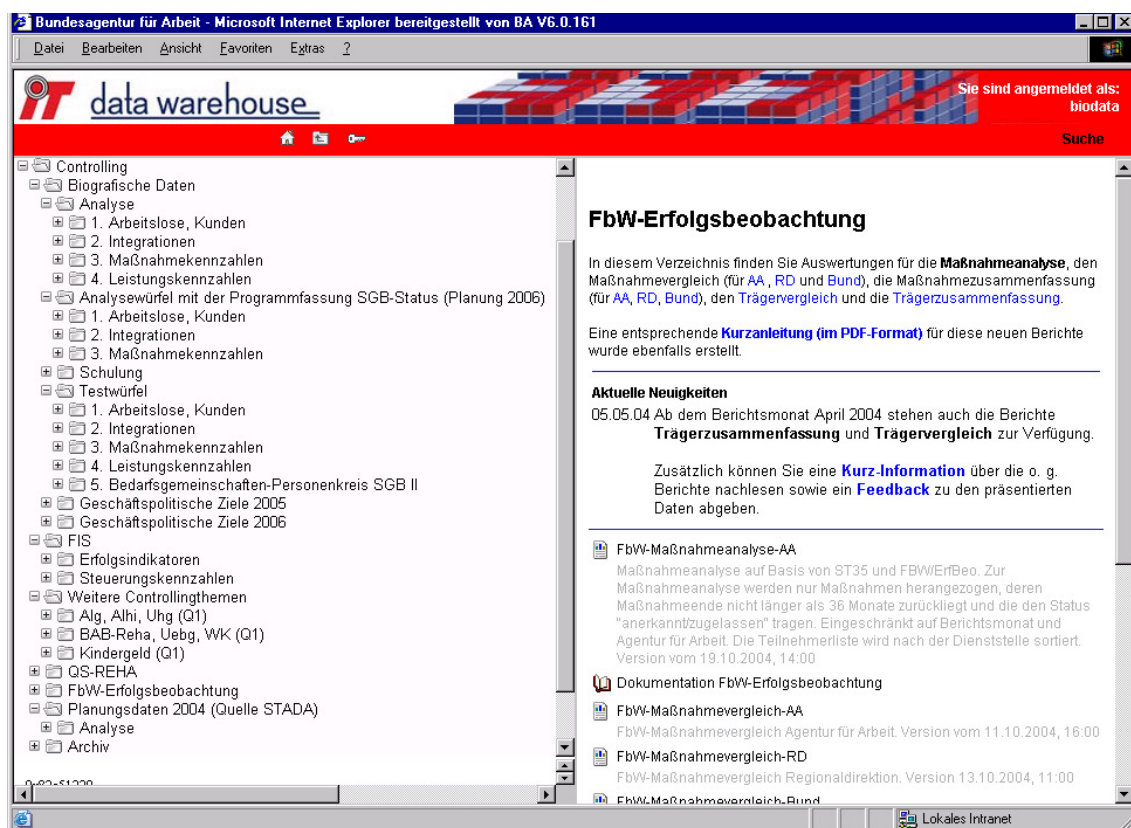 Bundesagentur für Arbeit - Microsoft Internet Explorer bereitgestellt von BA V6.0.161
Datei Bearbeiten Ansicht Favoriten Extras ?
IT data warehouse
Sie sind angemeldet als:
biodata
Suche
Controlling
Biografische Daten
Analyse
1. Arbeitslose, Kunden
2. Integrationen
3. Maßnahmekennzahlen
4. Leistungskennzahlen
Analysewürfel mit der Programmfassung SGB-Status (Planung 2006)
1. Arbeitslose, Kunden
2. Integrationen
3. Maßnahmekennzahlen
Schulung
Testwürfel
1. Arbeitslose, Kunden
2. Integrationen
3. Maßnahmekennzahlen
4. Leistungskennzahlen
5. Bedarfsgemeinschaften-Personenkreis SGB II
Geschäftspolitische Ziele 2005
Geschäftspolitische Ziele 2006
FIS
Erfolgsindikatoren
Steuerungskennzahlen
Weitere Controllingthemen
Alg, Alhi, Uhg (Q1)
BAB-Reha, Uebg, WK (Q1)
Kindergeld (Q1)
QS-REHA
FbW-Erfolgsbeobachtung
Planungsdaten 2004 (Quelle STADA)
Analyse
Archiv
FbW-Erfolgsbeobachtung
In diesem Verzeichnis finden Sie Auswertungen für die Maßnahmeanalyse, den
Maßnahmevergleich (für AA , RD und Bund), die Maßnahmezusammenfassung
(für AA, RD, Bund), den Trägervergleich und die Trägerzusammenfassung.
Eine entsprechende Kurzanleitung (im PDF-Format) für diese neuen Berichte
wurde ebenfalls erstellt.
Aktuelle Neuigkeiten
05.05.04 Ab dem Berichtsmonat April 2004 stehen auch die Berichte
Trägerzusammenfassung und Trägervergleich zur Verfügung.
Zusätzlich können Sie eine Kurz-Information über die o. g.
Berichte nachlesen sowie ein Feedback zu den präsentierten
Daten abgeben.
FbW-Maßnahmeanalyse-AA
Maßnahmeanalyse auf Basis von ST35 und FBW/ErfBeo. Zur
Maßnahmeanalyse werden nur Maßnahmen herangezogen, deren
Maßnahmeende nicht länger als 36 Monate zurückliegt und die den Status
"anerkannt/zugelassen" tragen. Eingeschränkt auf Berichtsmonat und
Agentur für Arbeit. Die Teilnehmerliste wird nach der Dienststelle sortiert.
Version vom 19.10.2004, 14:00
Dokumentation FbW-Erfolgsbeobachtung
FbW-Maßnahmevergleich-AA
FbW-Maßnahmevergleich Agentur für Arbeit. Version vom 11.10.2004, 16:00
FbW-Maßnahmevergleich-RD
FbW-Maßnahmevergleich Regionaldirektion. Version 13.10.2004, 11:00
FbW-Maßnahmevergleich-Bund
Lokales Intranet